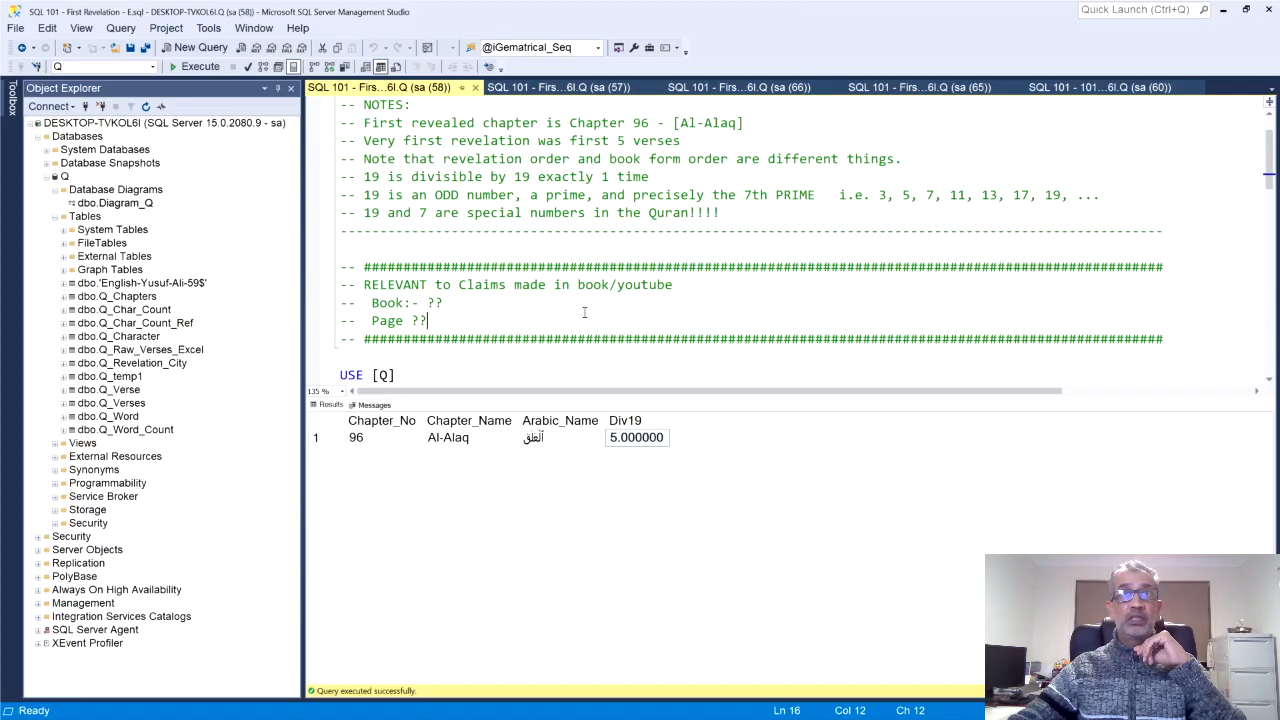 SQL 101 - First Revelation - E.sql - DESKTOP-TVKOL6I.Q (sa (58)) - Microsoft SQL Server Management Studio
Quick Launch (Ctrl+Q)
File Edit View Query Project Tools Window Help
New Query
@iGematrical_Seq
Q
Execute
Toolbox
Object Explorer
Connect
DESKTOP-TVKOL6I (SQL Server 15.0.2080.9 - sa)
Databases
System Databases
Database Snapshots
Q
Database Diagrams
dbo.Diagram_Q
Tables
System Tables
FileTables
External Tables
Graph Tables
dbo.'English-Yusuf-Ali-59$'
dbo.Q_Chapters
dbo.Q_Char_Count
dbo.Q_Char_Count_Ref
dbo.Q_Character
dbo.Q_Raw_Verses_Excel
dbo.Q_Revelation_City
dbo.Q_temp1
dbo.Q_Verse
dbo.Q_Verses
dbo.Q_Word
dbo.Q_Word_Count
Views
External Resources
Synonyms
Programmability
Service Broker
Storage
Security
Security
Server Objects
Replication
PolyBase
Always On High Availability
Management
Integration Services Catalogs
SQL Server Agent
XEvent Profiler
SQL 101 - Firs...6I.Q (sa (58)) SQL 101 - Firs...6I.Q (sa (57)) SQL 101 - Firs...6I.Q (sa (66)) SQL 101 - Firs...6I.Q (sa (65)) SQL 101 - 101...6I.Q (sa (60))
-- NOTES:
-- First revealed chapter is Chapter 96 - [Al-Alaq]
-- Very first revelation was first 5 verses
-- Note that revelation order and book form order are different things.
-- 19 is divisible by 19 exactly 1 time
-- 19 is an ODD number, a prime, and precisely the 7th PRIME i.e. 3, 5, 7, 11, 13, 17, 19, ...
-- 19 and 7 are special numbers in the Quran!!!!
--------------------------------------------------------------------------------------------------------
-- #####################################################################################################
-- RELEVANT to Claims made in book/youtube
-- Book:- ??
-- Page ??
-- #####################################################################################################
USE [Q]
135 %
Results Messages
Chapter_No Chapter_Name Arabic_Name Div19
1 96 Al-Alaq ٱلْعَلَق 5.000000
Query executed successfully.
Ready Ln 16 Col 12 Ch 12